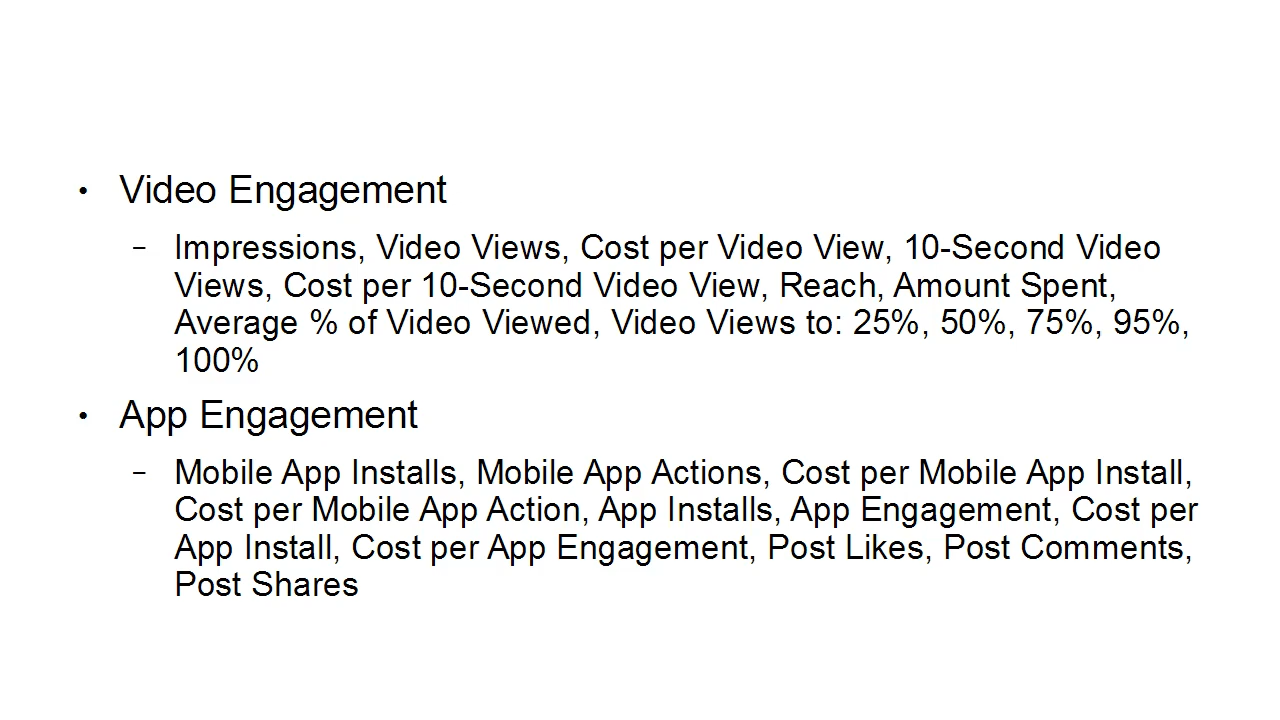 • Video Engagement
– Impressions, Video Views, Cost per Video View, 10-Second Video
Views, Cost per 10-Second Video View, Reach, Amount Spent,
Average % of Video Viewed, Video Views to: 25%, 50%, 75%, 95%,
100%
• App Engagement
– Mobile App Installs, Mobile App Actions, Cost per Mobile App Install,
Cost per Mobile App Action, App Installs, App Engagement, Cost per
App Install, Cost per App Engagement, Post Likes, Post Comments,
Post Shares